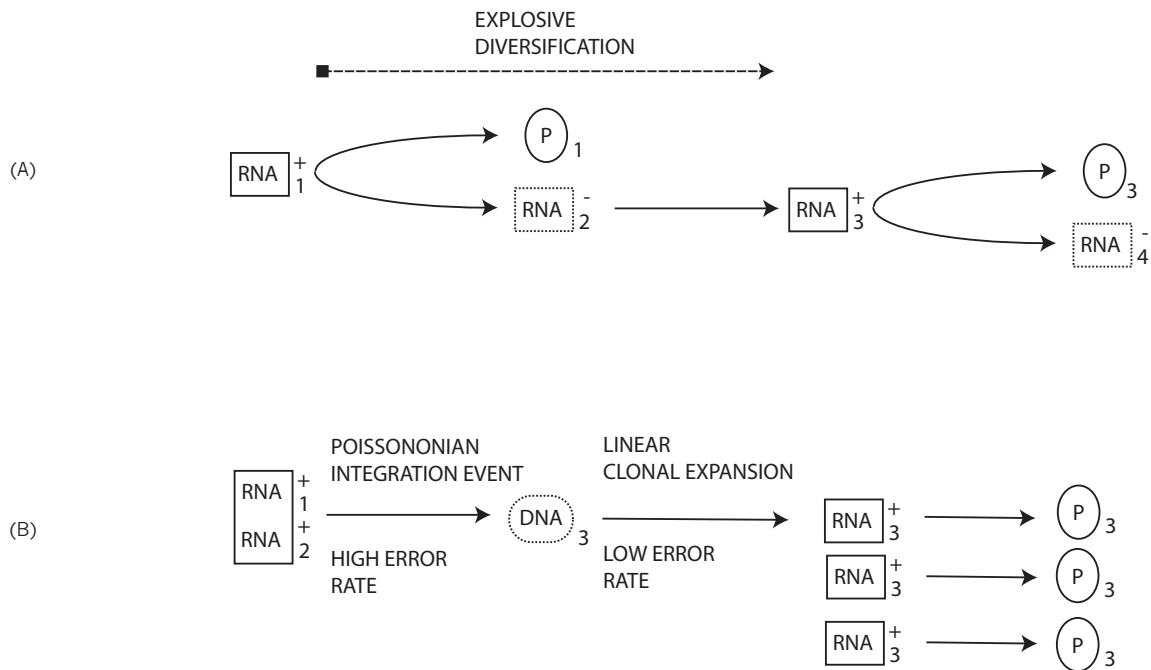 EXPLOSIVE
DIVERSIFICATION
(A)
RNA + 1
P 1
RNA - 2
RNA + 3
P 3
RNA - 4
(B)
RNA + 1
RNA + 2
POISSONONIAN
INTEGRATION EVENT
HIGH ERROR
RATE
DNA 3
LINEAR
CLONAL EXPANSION
LOW ERROR
RATE
RNA + 3
P 3
RNA + 3
P 3
RNA + 3
P 3